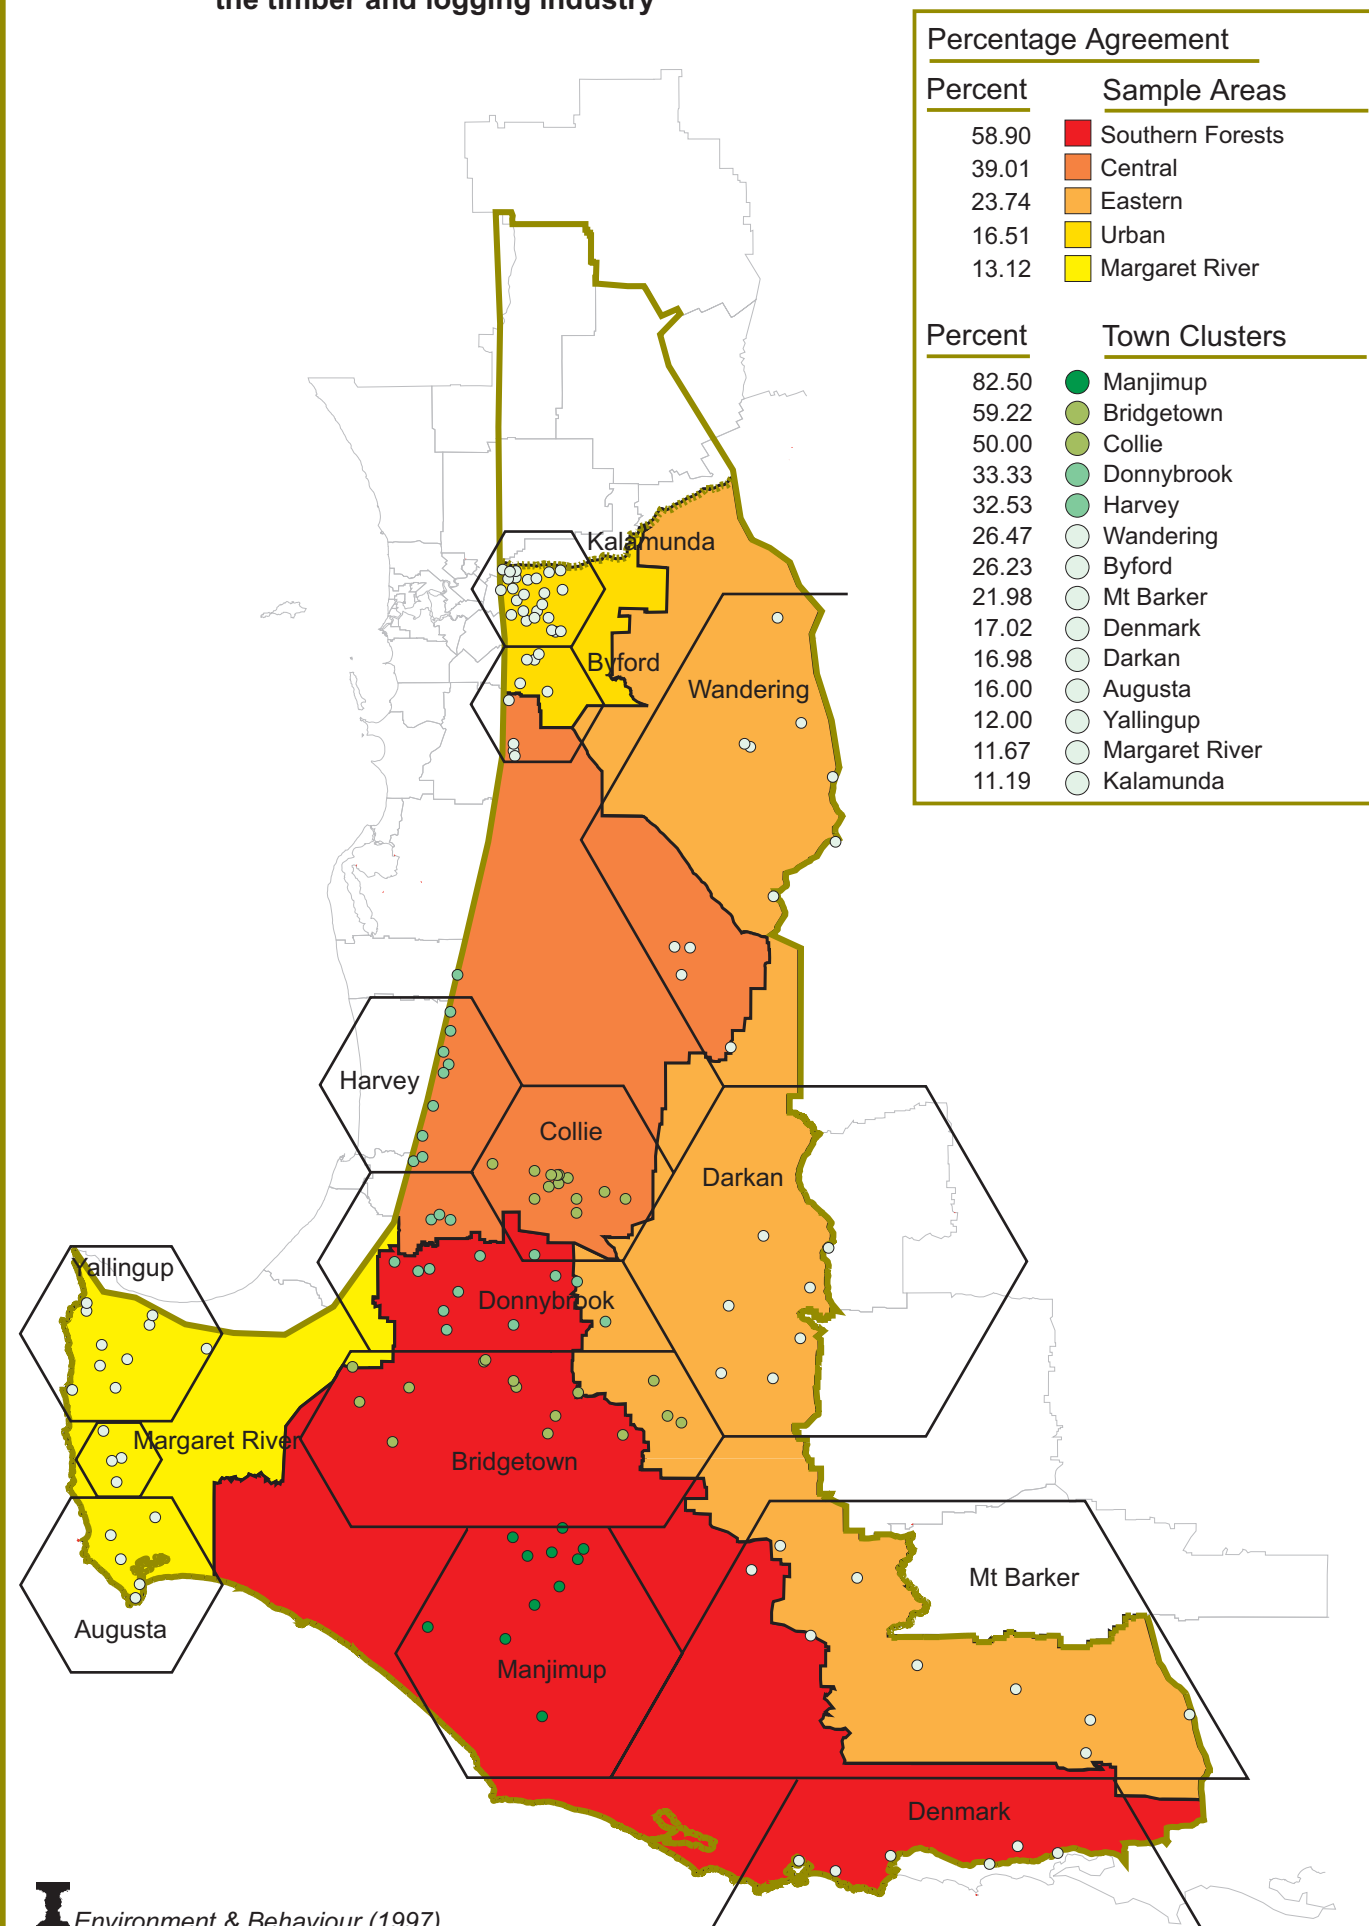 the timber and logging industry
Percentage Agreement
Percent Sample Areas
58.90 Southern Forests
39.01 Central
23.74 Eastern
16.51 Urban
13.12 Margaret River
Percent Town Clusters
82.50 Manjimup
59.22 Bridgetown
50.00 Collie
33.33 Donnybrook
32.53 Harvey
26.47 Wandering
26.23 Byford
21.98 Mt Barker
17.02 Denmark
16.98 Darkan
16.00 Augusta
12.00 Yallingup
11.67 Margaret River
11.19 Kalamunda
Kalamunda
Byford
Wandering
Harvey
Collie
Darkan
Yallingup
Donnybrook
Margaret River
Bridgetown
Mt Barker
Augusta
Manjimup
Denmark
Environment & Behaviour (1997)